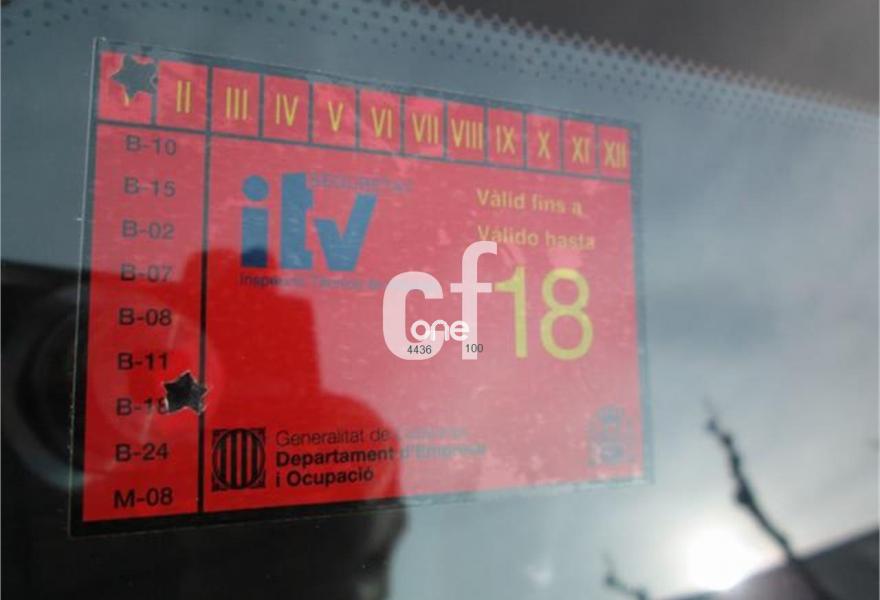 II III IV V VI VII VIII IX X XI XII
B-10
B-15
B-02
B-07
B-08
B-11
B-18
B-24
M-08
SEGURETAT
itv
Vàlid fins a
Válido hasta
18
cf
one
4436 100
Generalitat de
Departament d'Empresa
i Ocupació